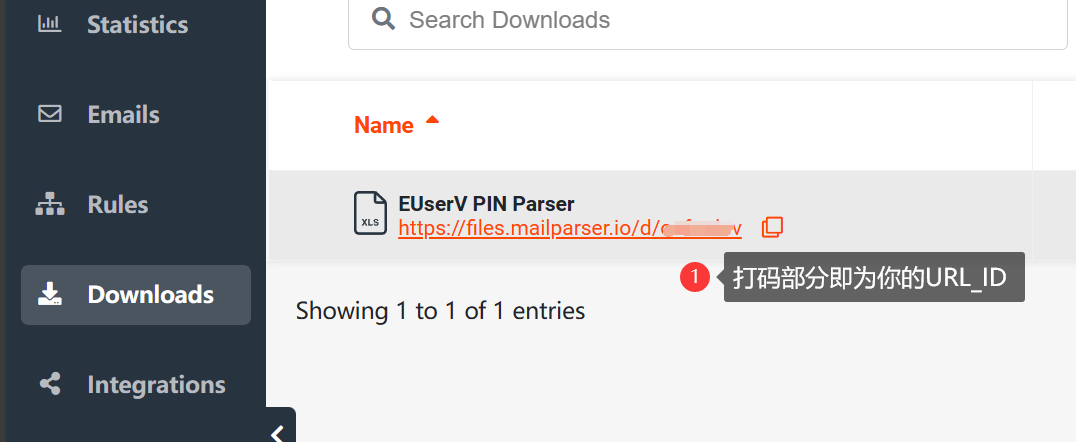 Statistics
Search Downloads
Emails
Name
Rules
XLS
EUserV PIN Parser
https://files.mailparser.io/d/
1
打码部分即为你的URL_ID
Downloads
Showing 1 to 1 of 1 entries
Integrations